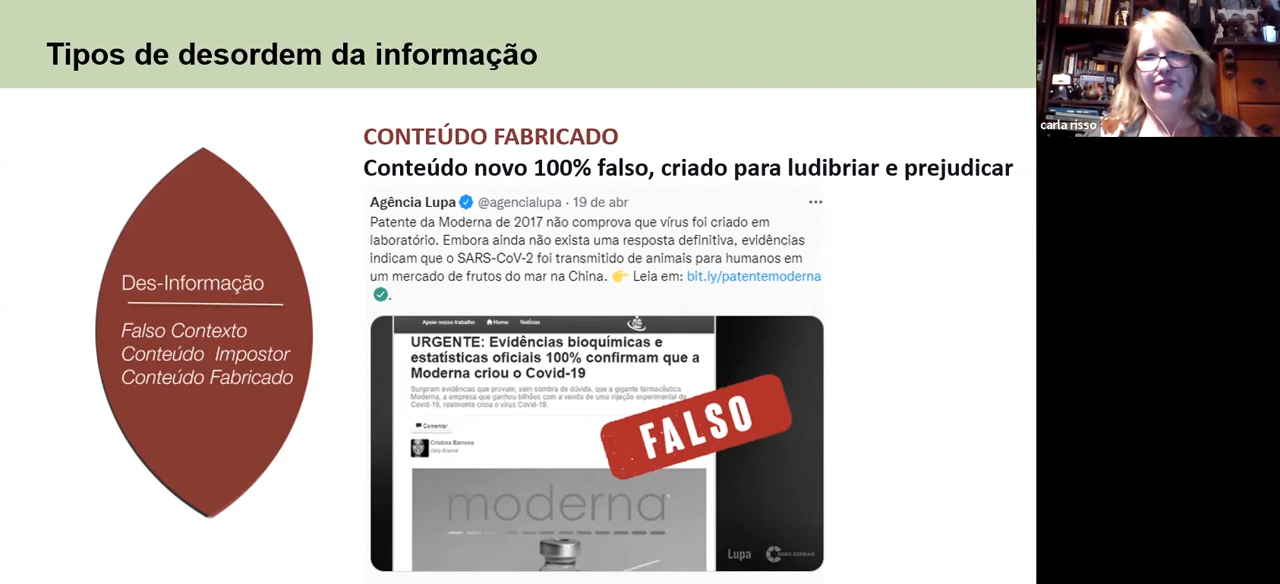 Tipos de desordem da informação
carla risso
CONTEÚDO FABRICADO
Conteúdo novo 100% falso, criado para ludibriar e prejudicar
Des-Informação
Falso Contexto
Conteúdo Impostor
Conteúdo Fabricado
Agência Lupa @agencialupa · 19 de abr
Patente da Moderna de 2017 não comprova que vírus foi criado em
laboratório. Embora ainda não exista uma resposta definitiva, evidências
indicam que o SARS-CoV-2 foi transmitido de animais para humanos em
um mercado de frutos do mar na China. 👉 Leia em: bit.ly/patentemoderna
.
Apoie nosso trabalho Home Notícias
URGENTE: Evidências bioquímicas e
estatísticas oficiais 100% confirmam que a
Moderna criou o Covid-19
Surgiram evidências que provam, sem sombra de dúvida, que a gigante farmacêutica
Moderna, a empresa que ganhou bilhões com a venda de uma injeção experimental de
Covid-19, realmente criou o vírus Covid-19.
Comentar
Cristina Barroso
FALSO
moderna
Lupa